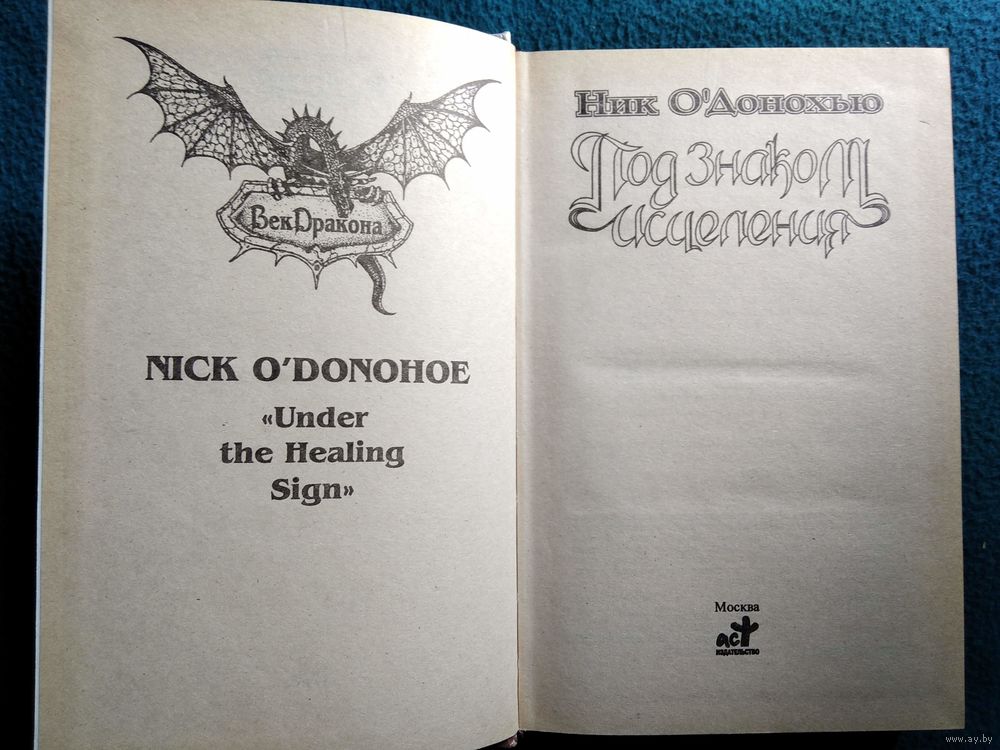 Век Дракона
NICK O'DONOHOE
«Under
the Healing
Sign»
Ник О'Донохью
Под знаком
исцеления
Москва
аст
ИЗДАТЕЛЬСТВО
www.ay.by